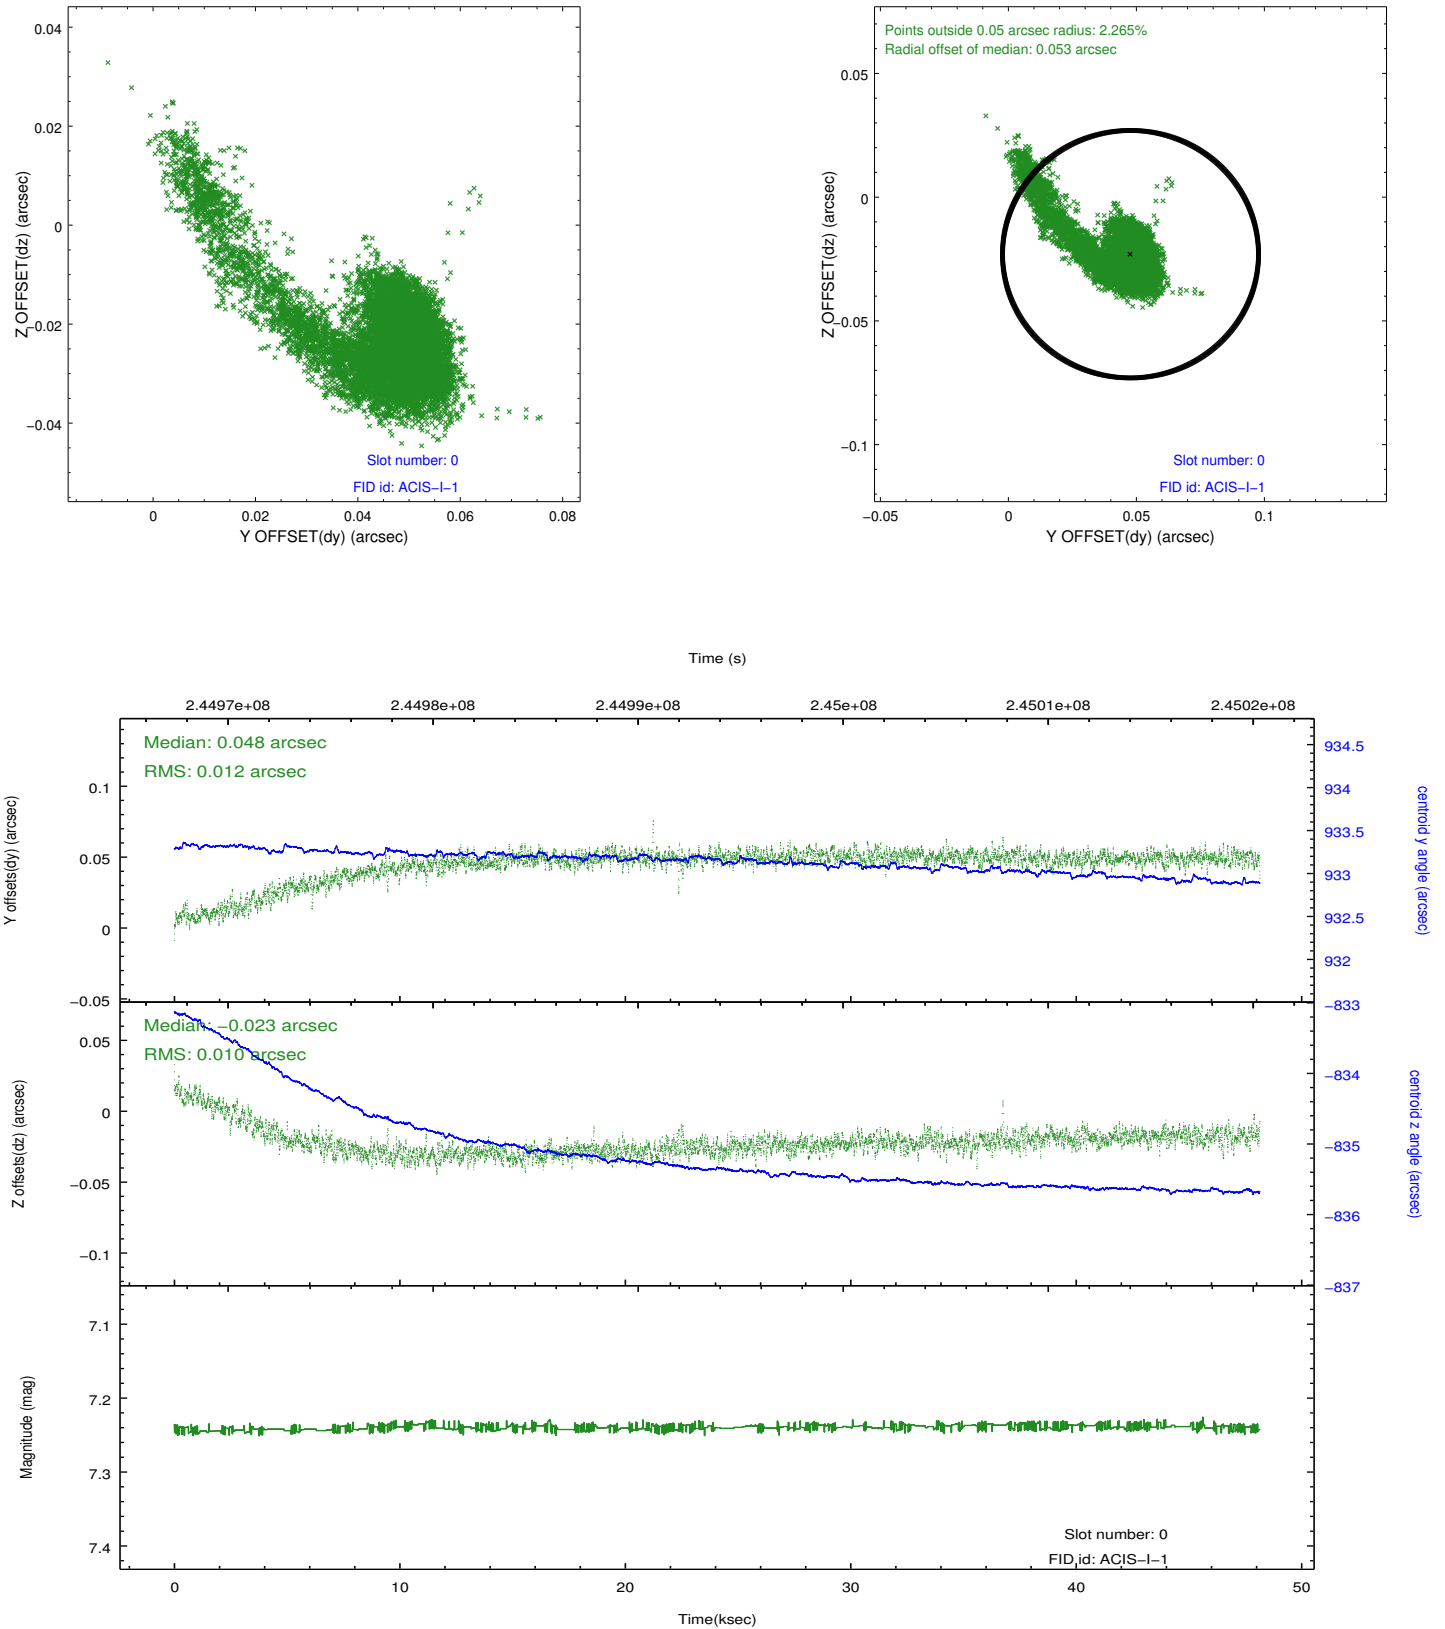 0.04
0.02
0
−0.02
−0.04
Z OFFSET(dz) (arcsec)
Slot number: 0
FID id: ACIS−I−1
0 0.02 0.04 0.06 0.08
Y OFFSET(dy) (arcsec)
Points outside 0.05 arcsec radius: 2.265%
Radial offset of median: 0.053 arcsec
0.05
0
−0.05
−0.1
Z OFFSET(dz) (arcsec)
Slot number: 0
FID id: ACIS−I−1
−0.05 0 0.05 0.1
Y OFFSET(dy) (arcsec)
Time (s)
2.4497e+08 2.4498e+08 2.4499e+08 2.45e+08 2.4501e+08 2.4502e+08
Median: 0.048 arcsec
RMS: 0.012 arcsec
0.1
0.05
0
−0.05
Y offsets(dy) (arcsec)
934.5
934
933.5
933
932.5
932
centroid y angle (arcsec)
Median: −0.023 arcsec
RMS: 0.010 arcsec
0.05
0
−0.05
−0.1
Z offsets(dz) (arcsec)
−833
−834
−835
−836
−837
centroid z angle (arcsec)
7.1
7.2
7.3
7.4
Magnitude (mag)
Slot number: 0
FID id: ACIS−I−1
0 10 20 30 40 50
Time(ksec)